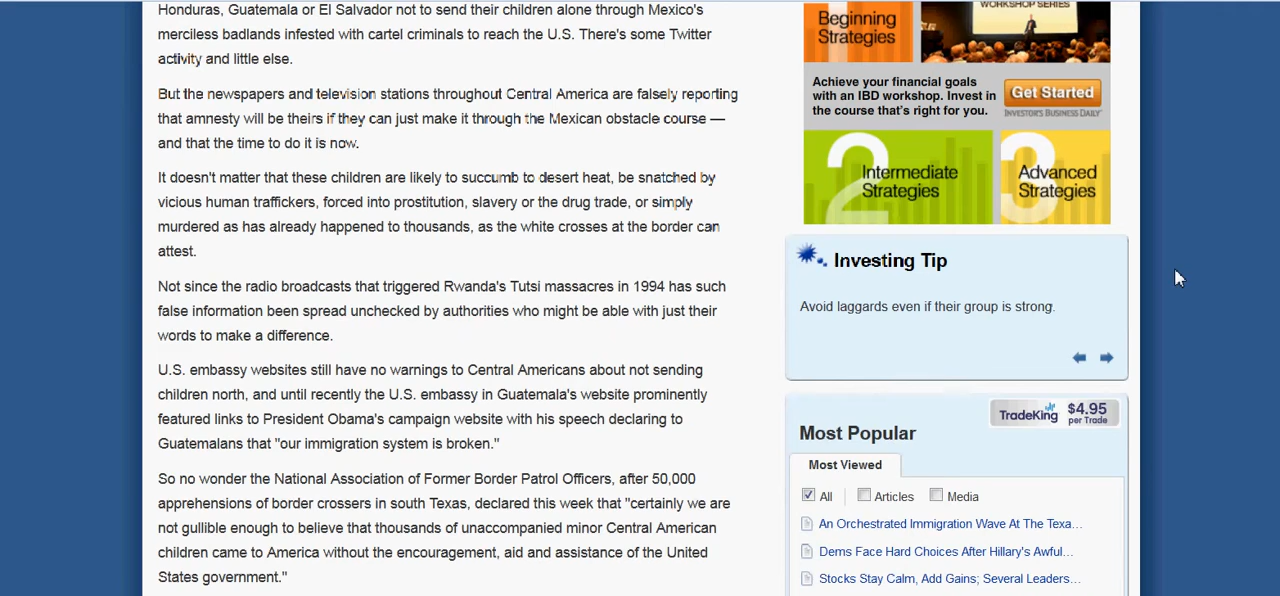 Honduras, Guatemala or El Salvador not to send their children alone through Mexico's
merciless badlands infested with cartel criminals to reach the U.S. There's some Twitter
activity and little else.
But the newspapers and television stations throughout Central America are falsely reporting
that amnesty will be theirs if they can just make it through the Mexican obstacle course —
and that the time to do it is now.
It doesn't matter that these children are likely to succumb to desert heat, be snatched by
vicious human traffickers, forced into prostitution, slavery or the drug trade, or simply
murdered as has already happened to thousands, as the white crosses at the border can
attest.
Not since the radio broadcasts that triggered Rwanda's Tutsi massacres in 1994 has such
false information been spread unchecked by authorities who might be able with just their
words to make a difference.
U.S. embassy websites still have no warnings to Central Americans about not sending
children north, and until recently the U.S. embassy in Guatemala's website prominently
featured links to President Obama's campaign website with his speech declaring to
Guatemalans that "our immigration system is broken."
So no wonder the National Association of Former Border Patrol Officers, after 50,000
apprehensions of border crossers in south Texas, declared this week that "certainly we are
not gullible enough to believe that thousands of unaccompanied minor Central American
children came to America without the encouragement, aid and assistance of the United
States government."
WORKSHOP SERIES
Beginning
Strategies
Achieve your financial goals
with an IBD workshop. Invest in
the course that's right for you.
Get Started
INVESTOR'S BUSINESS DAILY
2
Intermediate
Strategies
3
Advanced
Strategies
Investing Tip
Avoid laggards even if their group is strong.
TradeKing $4.95
per Trade
Most Popular
Most Viewed
All
Articles
Media
An Orchestrated Immigration Wave At The Texa...
Dems Face Hard Choices After Hillary's Awful...
Stocks Stay Calm, Add Gains; Several Leaders...